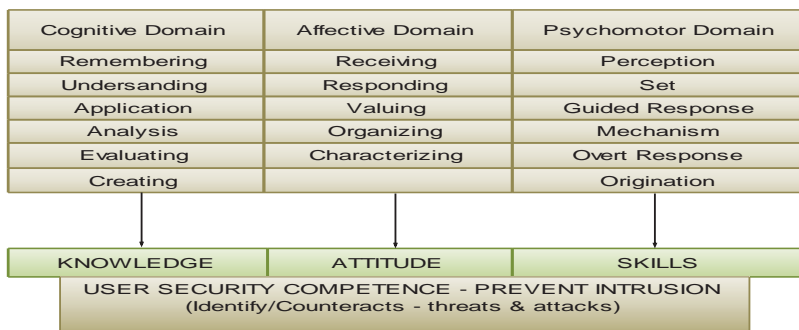 Cognitive Domain Affective Domain Psychomotor Domain
Remembering Receiving Perception
Undersanding Responding Set
Application Valuing Guided Response
Analysis Organizing Mechanism
Evaluating Characterizing Overt Response
Creating Origination
KNOWLEDGE ATTITUDE SKILLS
USER SECURITY COMPETENCE - PREVENT INTRUSION
(Identify/Counteracts - threats & attacks)